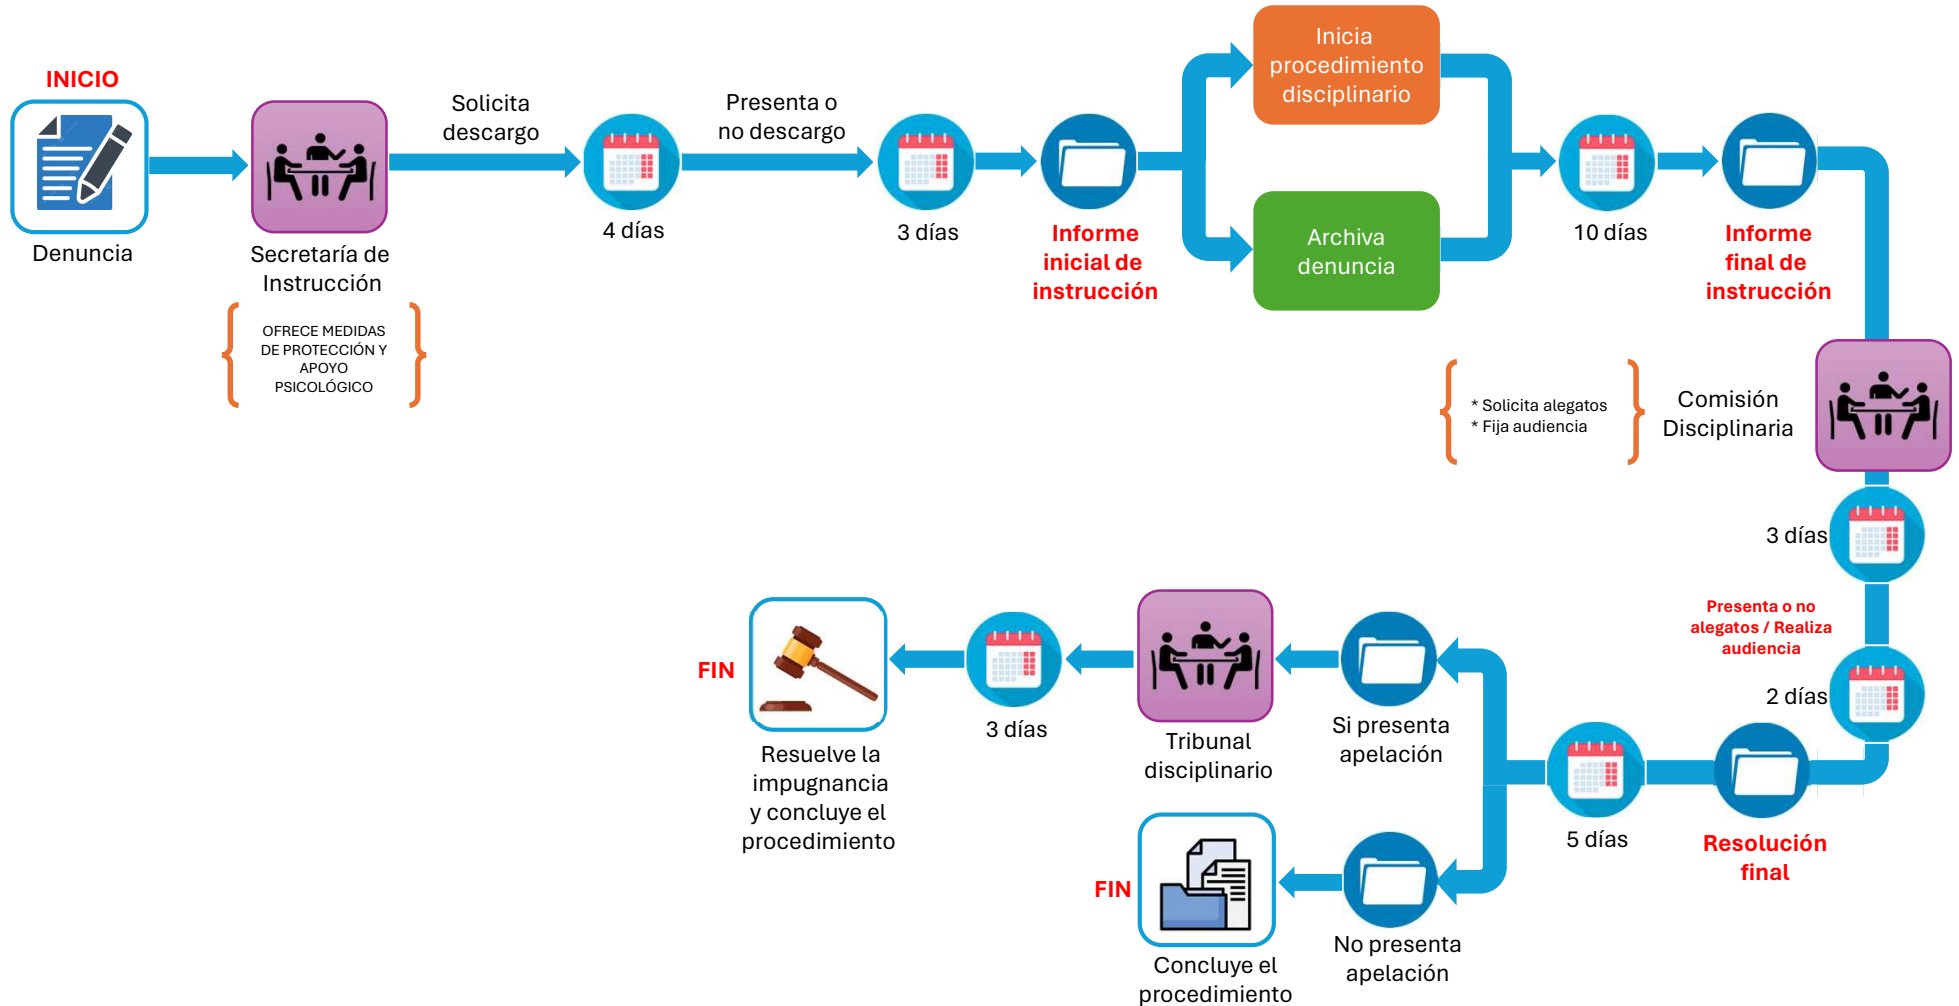 INICIO
Denuncia
Secretaría de
Instrucción
OFRECE MEDIDAS
DE PROTECCIÓN Y
APOYO
PSICOLÓGICO
Solicita
descargo
4 días
Presenta o
no descargo
3 días
Informe
inicial de
instrucción
Inicia
procedimiento
disciplinario
Archiva
denuncia
10 días
Informe
final de
instrucción
* Solicita alegatos
* Fija audiencia
Comisión
Disciplinaria
3 días
Presenta o no
alegatos / Realiza
audiencia
2 días
Resolución
final
5 días
Si presenta
apelación
Tribunal
disciplinario
3 días
FIN
Resuelve la
impugnancia
y concluye el
procedimiento
No presenta
apelación
FIN
Concluye el
procedimiento